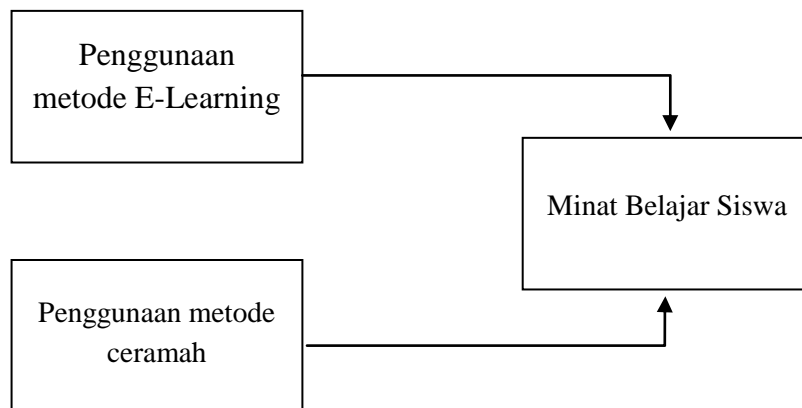 Penggunaan
metode E-Learning
Minat Belajar Siswa
Penggunaan metode
ceramah